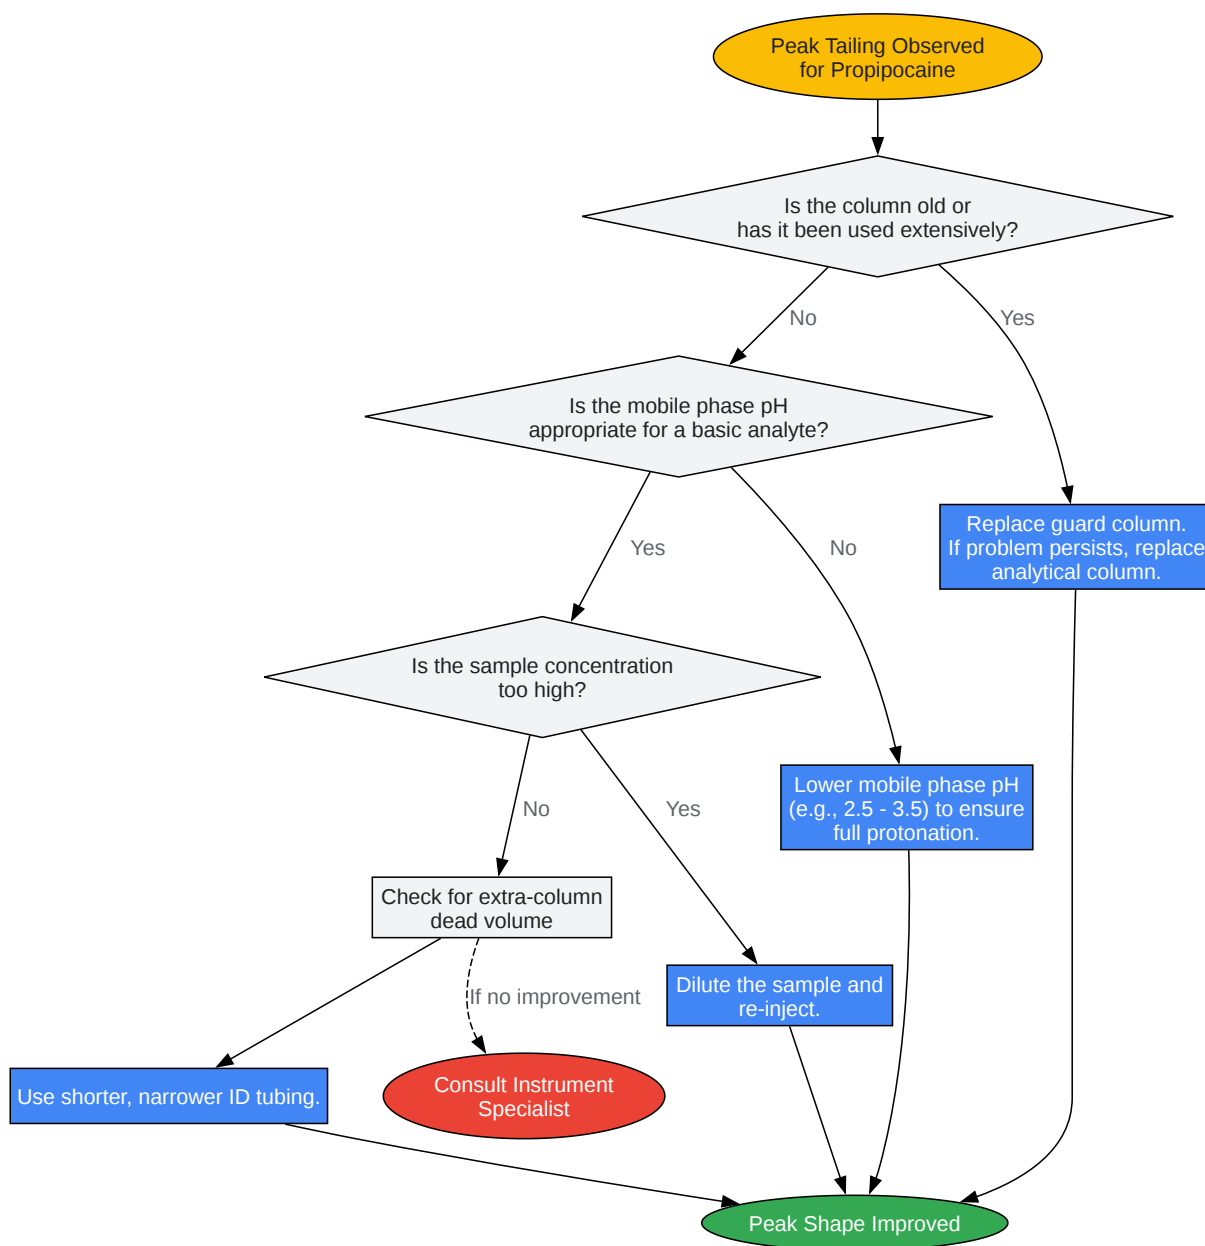 Peak Tailing Observed
for Propipocaine
Is the column old or
has it been used extensively?
No
Yes
Is the mobile phase pH
appropriate for a basic analyte?
Replace guard column.
If problem persists, replace
analytical column.
Yes
No
Is the sample concentration
too high?
Lower mobile phase pH
(e.g., 2.5 - 3.5) to ensure
full protonation.
No
Yes
Check for extra-column
dead volume
Dilute the sample and
re-inject.
If no improvement
Use shorter, narrower ID tubing.
Consult Instrument
Specialist
Peak Shape Improved